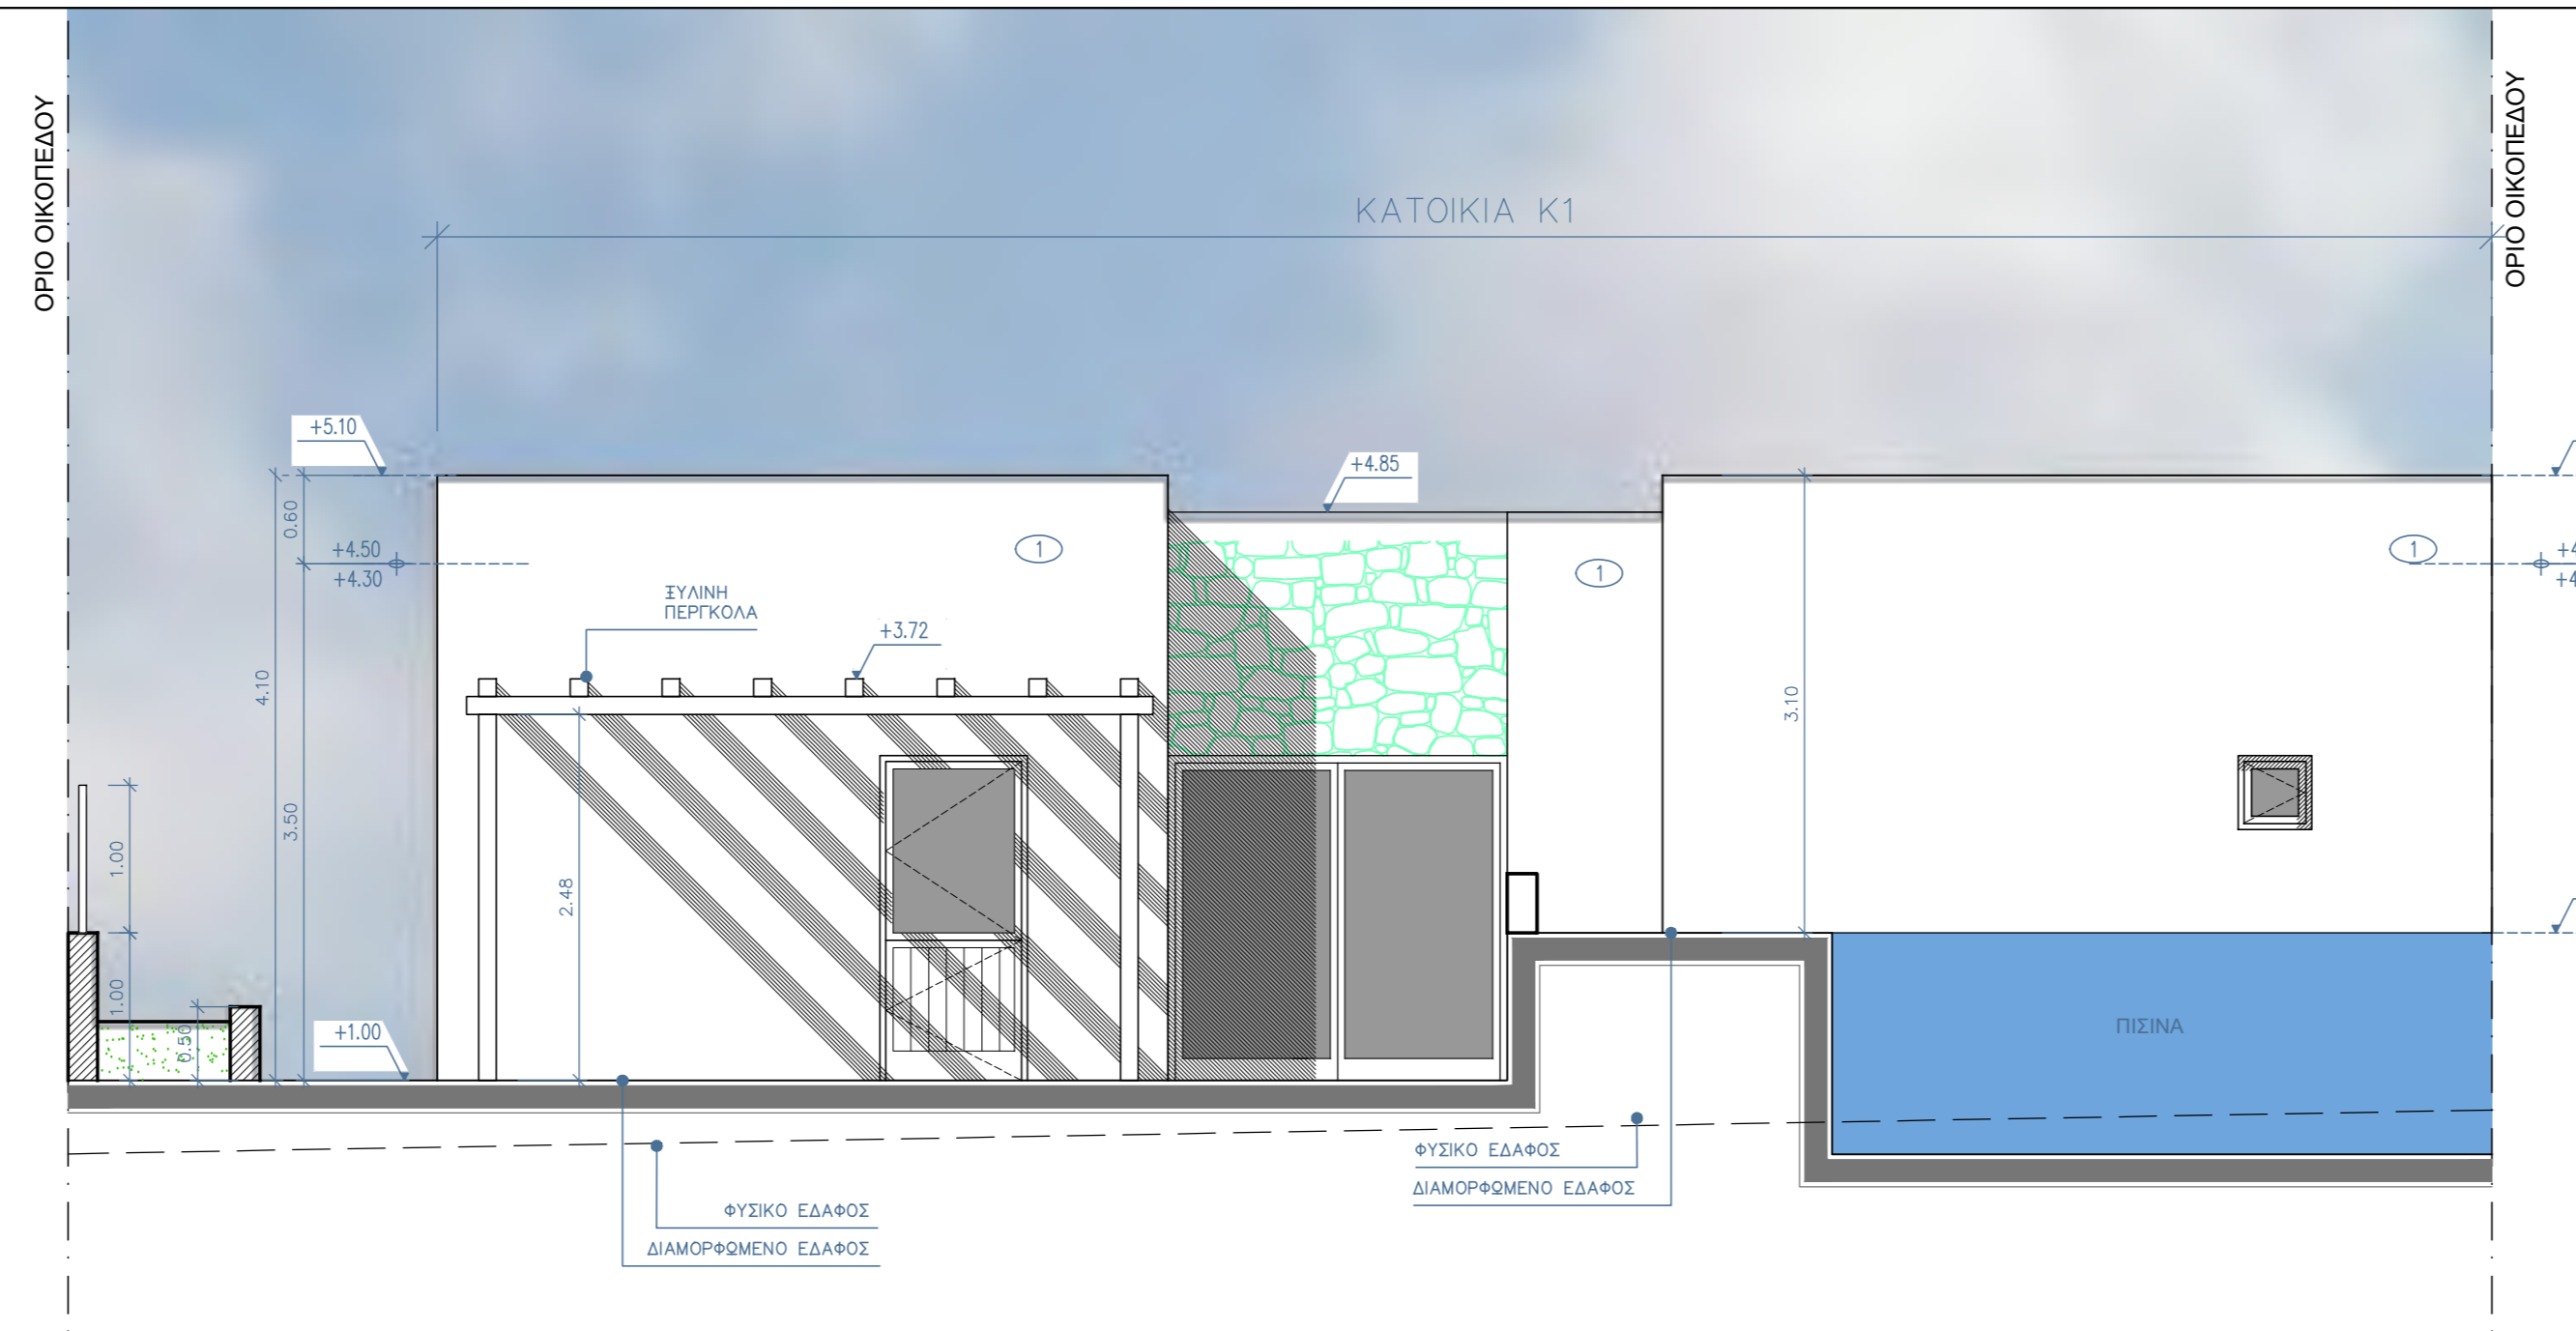 ΟΡΙΟ ΟΙΚΟΠΕΔΟΥ
ΟΡΙΟ ΟΙΚΟΠΕΔΟΥ
ΚΑΤΟΙΚΙΑ Κ1
+5.10
+4.85
0.60
+4.50
+4.30
1
1
1
+4
+4
ΞΥΛΙΝΗ
ΠΕΡΓΚΟΛΑ
+3.72
4.10
3.10
3.50
1.00
2.48
1.00
0.50
+1.00
ΠΙΣΙΝΑ
ΦΥΣΙΚΟ ΕΔΑΦΟΣ
ΔΙΑΜΟΡΦΩΜΕΝΟ ΕΔΑΦΟΣ
ΦΥΣΙΚΟ ΕΔΑΦΟΣ
ΔΙΑΜΟΡΦΩΜΕΝΟ ΕΔΑΦΟΣ